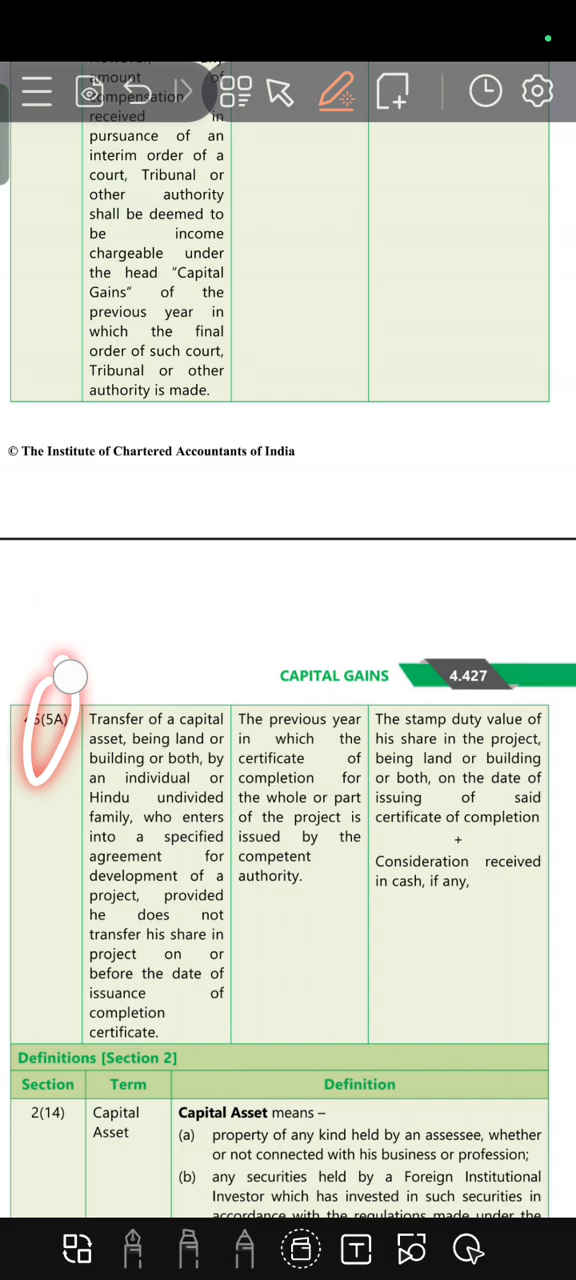 amount of
compensation
received in
pursuance of an
interim order of a
court, Tribunal or
other authority
shall be deemed to
be income
chargeable under
the head “Capital
Gains” of the
previous year in
which the final
order of such court,
Tribunal or other
authority is made.
© The Institute of Chartered Accountants of India
CAPITAL GAINS 4.427
45(5A)
Transfer of a capital
asset, being land or
building or both, by
an individual or
Hindu undivided
family, who enters
into a specified
agreement for
development of a
project, provided
he does not
transfer his share in
project on or
before the date of
issuance of
completion
certificate.
The previous year
in which the
certificate of
completion for
the whole or part
of the project is
issued by the
competent
authority.
The stamp duty value of
his share in the project,
being land or building
or both, on the date of
issuing of said
certificate of completion
+
Consideration received
in cash, if any,
Definitions [Section 2]
Section Term Definition
2(14)
Capital
Asset
Capital Asset means –
(a) property of any kind held by an assessee, whether
or not connected with his business or profession;
(b) any securities held by a Foreign Institutional
Investor which has invested in such securities in
accordance with the regulations made under the
T